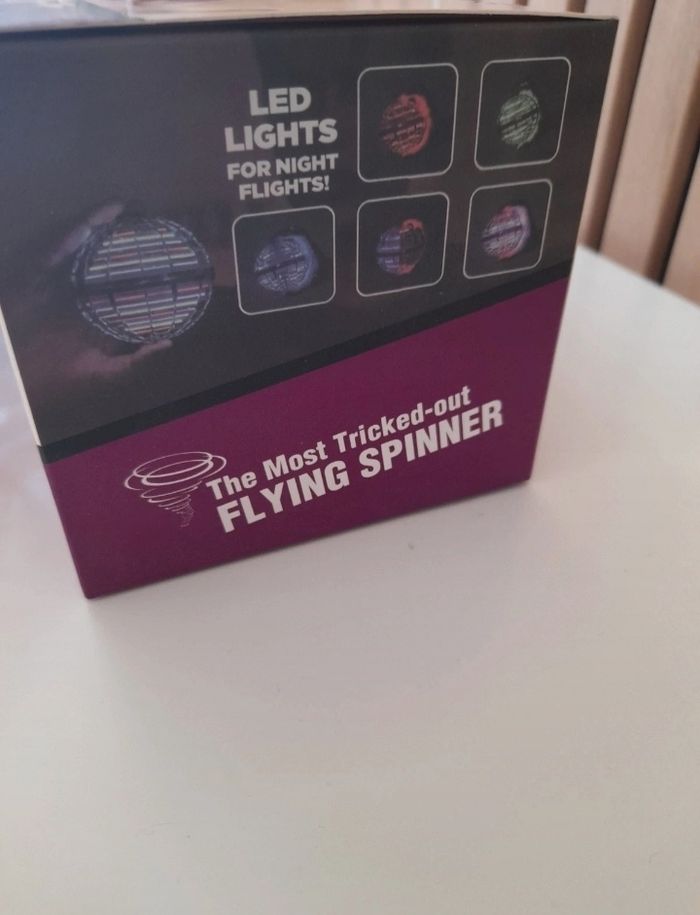 LED
LIGHTS
FOR NIGHT
FLIGHTS!
The Most Tricked-out
FLYING SPINNER